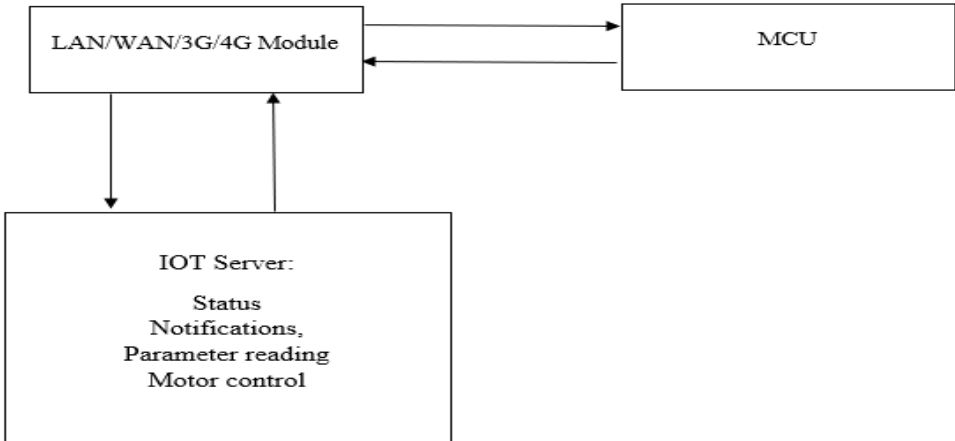 LAN/WAN/3G/4G Module
MCU
IOT Server:
Status
Notifications,
Parameter reading
Motor control